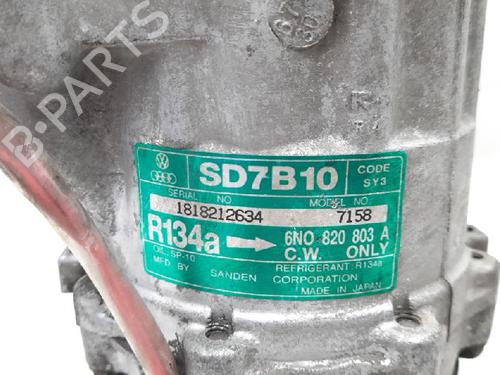 B-PARTS
SD7B10
CODE
SY3
SERIAL NO
MODEL NO
1818212634
7158
R134a
6NO 820 803 A
C.W. ONLY
OIL:SP-10
REFRIGERANT:R134a
MFD BY
SANDEN CORPORATION
MADE IN JAPAN